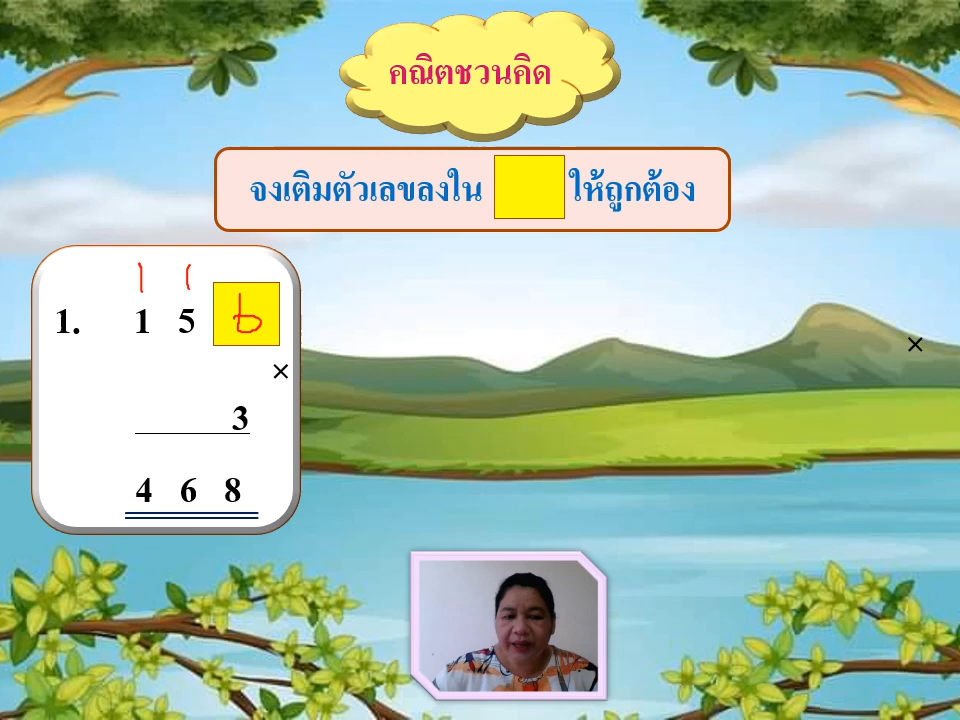 คณิตชวนคิด
จงเติมตัวเลขลงใน ให้ถูกต้อง
1 1
1. 1 5 6
×
×
3
4 6 8